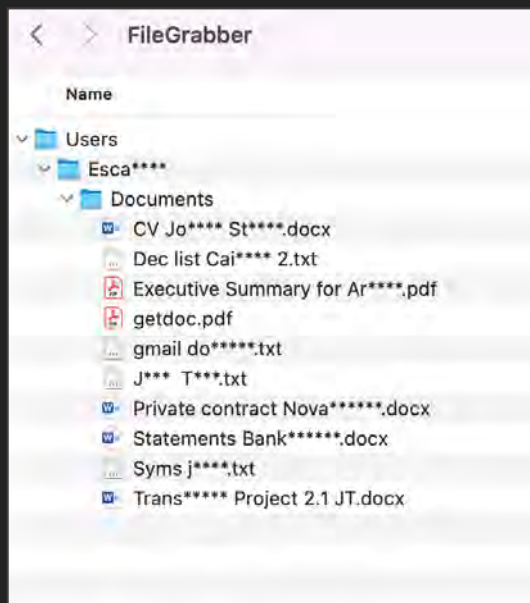 FileGrabber
Name
Users
Esca****
Documents
CV Jo**** St****.docx
Dec list Cai**** 2.txt
Executive Summary for Ar****.pdf
getdoc.pdf
gmail do*****.txt
J*** T***.txt
Private contract Nova******.docx
Statements Bank******.docx
Syms j****.txt
Trans***** Project 2.1 JT.docx